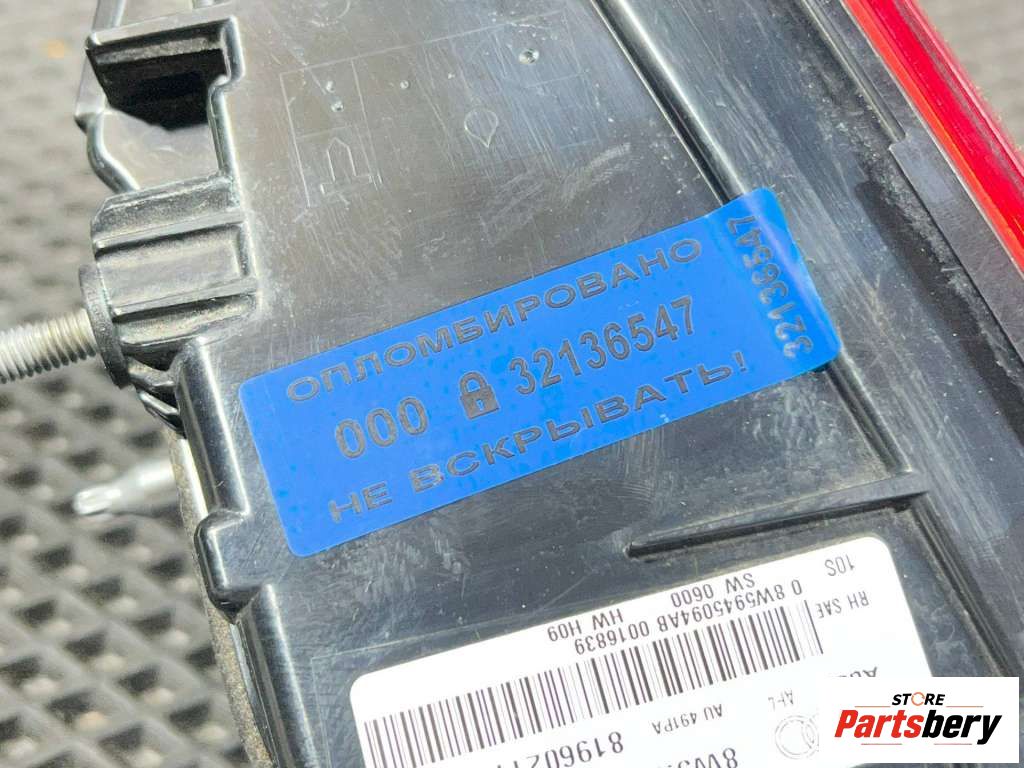 ОПЛОМБИРОВАНО
000 32136547
НЕ ВСКРЫВАТЬ!
32136547
10S
RH SAE
0 8W5945094AB 0016839
SW 0600
HW H09
AU 491PA
STORE
Partsbery